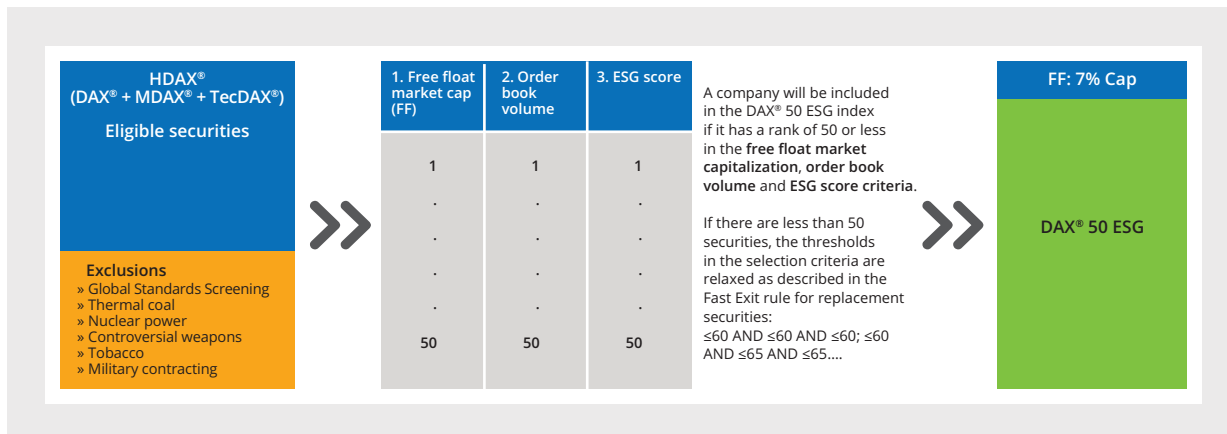 HDAX®
(DAX® + MDAX® + TecDAX®)
Eligible securities
Exclusions
» Global Standards Screening
» Thermal coal
» Nuclear power
» Controversial weapons
» Tobacco
» Military contracting
1. Free float
market cap
(FF)
2. Order
book
volume
3. ESG score
1 1 1
. . .
. . .
. . .
. . .
50 50 50
A company will be included
in the DAX® 50 ESG index
if it has a rank of 50 or less
in the free float market
capitalization, order book
volume and ESG score criteria.
If there are less than 50
securities, the thresholds
in the selection criteria are
relaxed as described in the
Fast Exit rule for replacement
securities:
≤60 AND ≤60 AND ≤60; ≤60
AND ≤65 AND ≤65....
FF: 7% Cap
DAX® 50 ESG